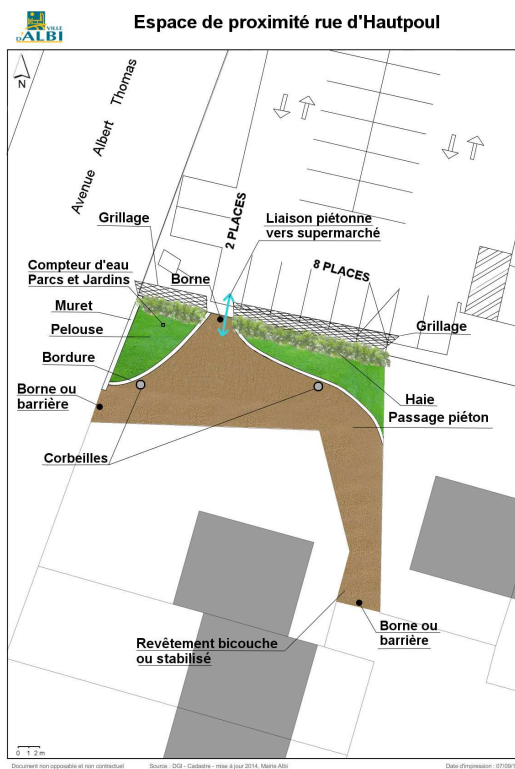 VILLE
D'ALBI
Espace de proximité rue d'Hautpoul
N
Avenue Albert Thomas
2 PLACES
8 PLACES
Grillage
Liaison piétonne
vers supermarché
Compteur d'eau
Parcs et Jardins
Borne
Muret
Grillage
Pelouse
Bordure
Haie
Borne ou
barrière
Passage piéton
Corbeilles
Borne ou
barrière
Revêtement bicouche
ou stabilisé
0 1 2 m
Document non opposable et non contractuel
Source : DGI - Cadastre - mise à jour 2014, Mairie Albi
Date d'impression : 07/09/1